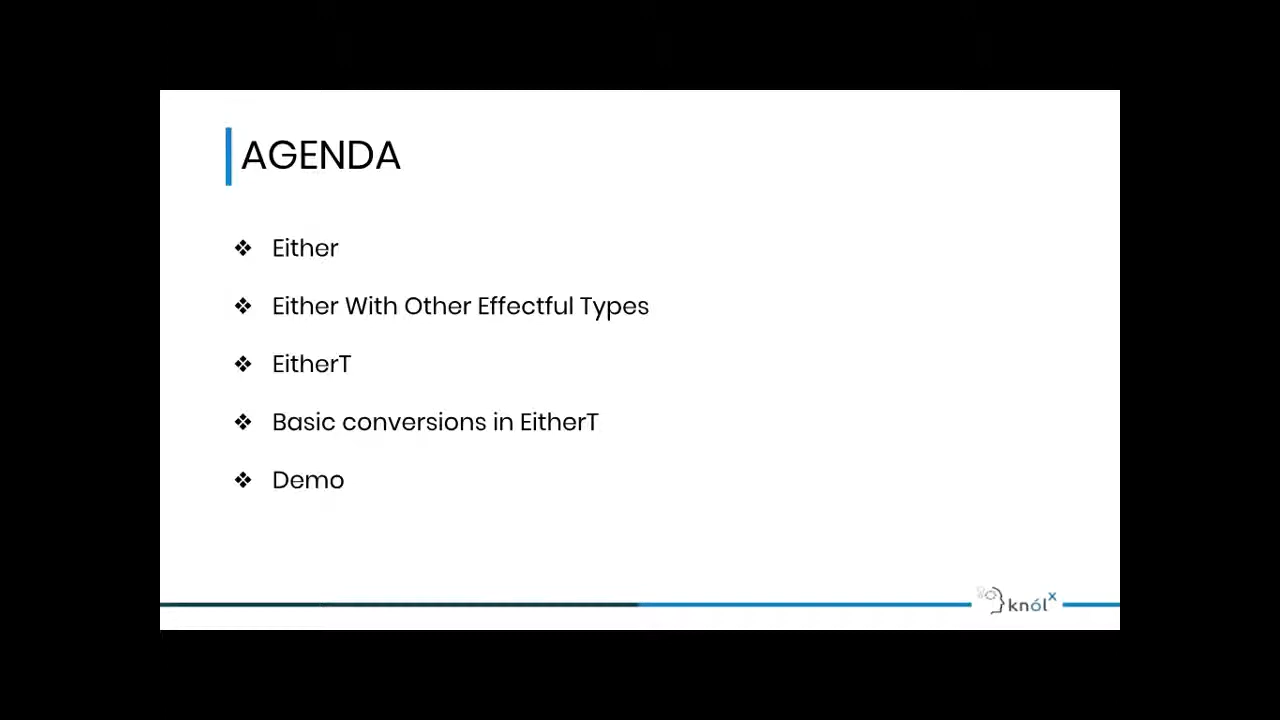 AGENDA
❖ Either
❖ Either With Other Effectful Types
❖ EitherT
❖ Basic conversions in EitherT
❖ Demo
knólx